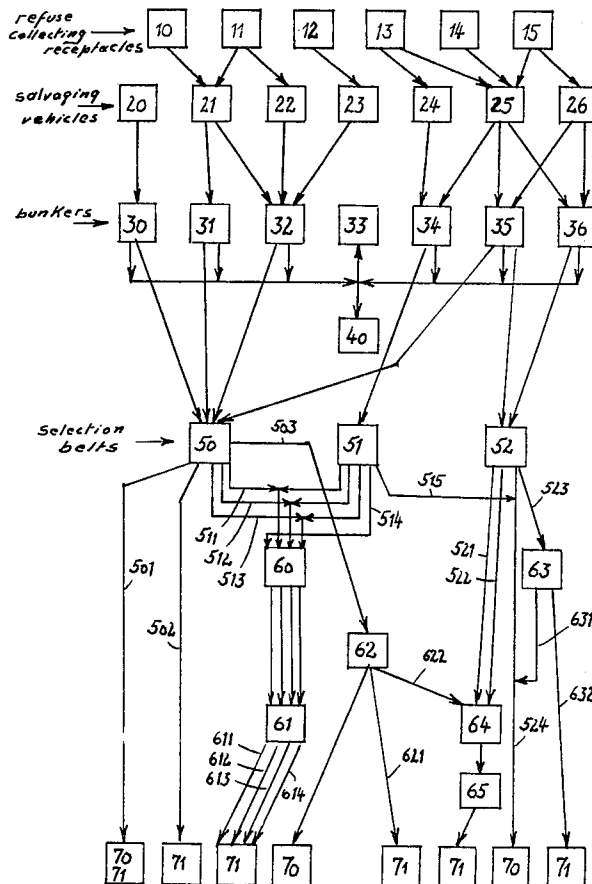 refuse
collecting
receptacles
10 11 12 13 14 15
salvaging
vehicles
20 21 22 23 24 25 26
bunkers
30 31 32 33 34 35 36
40
selection
belts
50 503 51 52
515 523
511
512
513
514
60
521
522
63
501
502
62
622
631
632
61
64
611
612
613
614
621
524
65
70
71
71
71
70
71
71
70
71